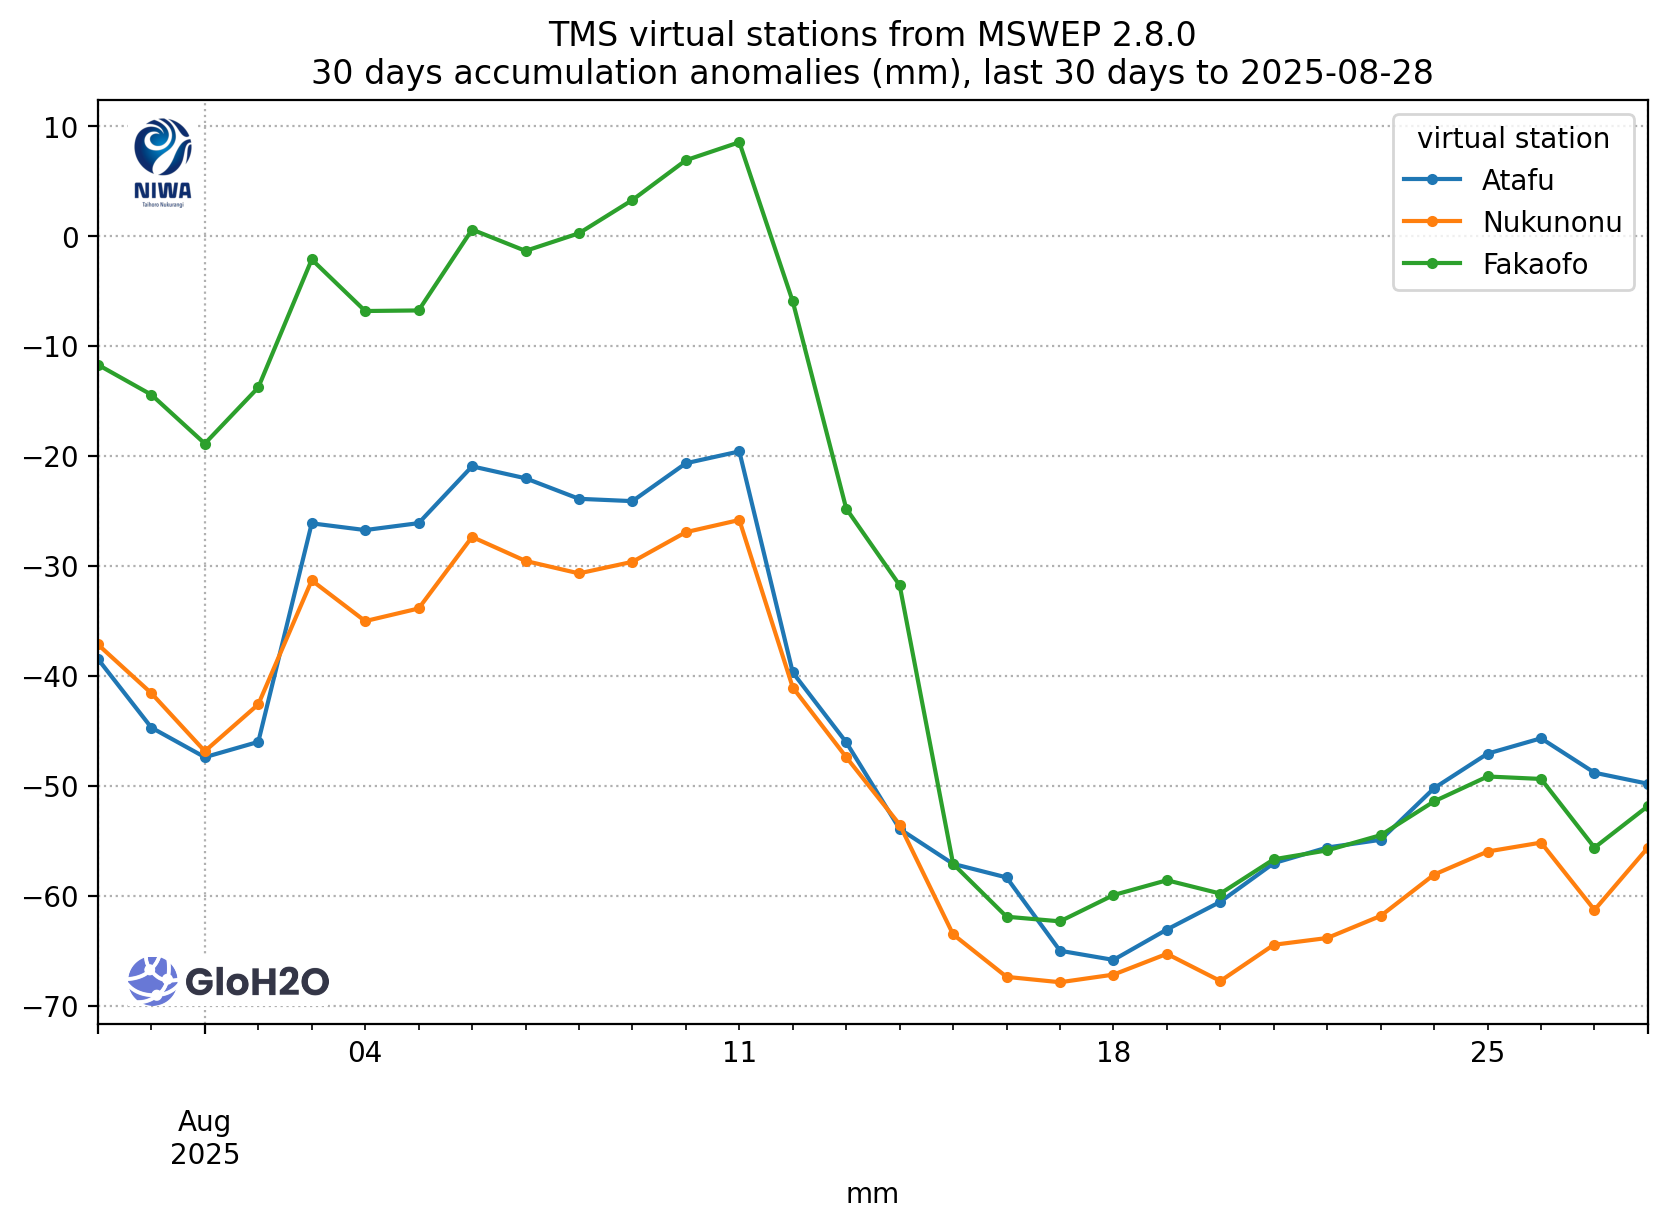 TMS virtual stations from MSWEP 2.8.0
30 days accumulation anomalies (mm), last 30 days to 2025-08-28
10
0
−10
−20
−30
−40
−50
−60
−70
NIWA
Taihoro Nukurangi
virtual station
Atafu
Nukunonu
Fakaofo
GloH2O
04
11
18
25
Aug
2025
mm